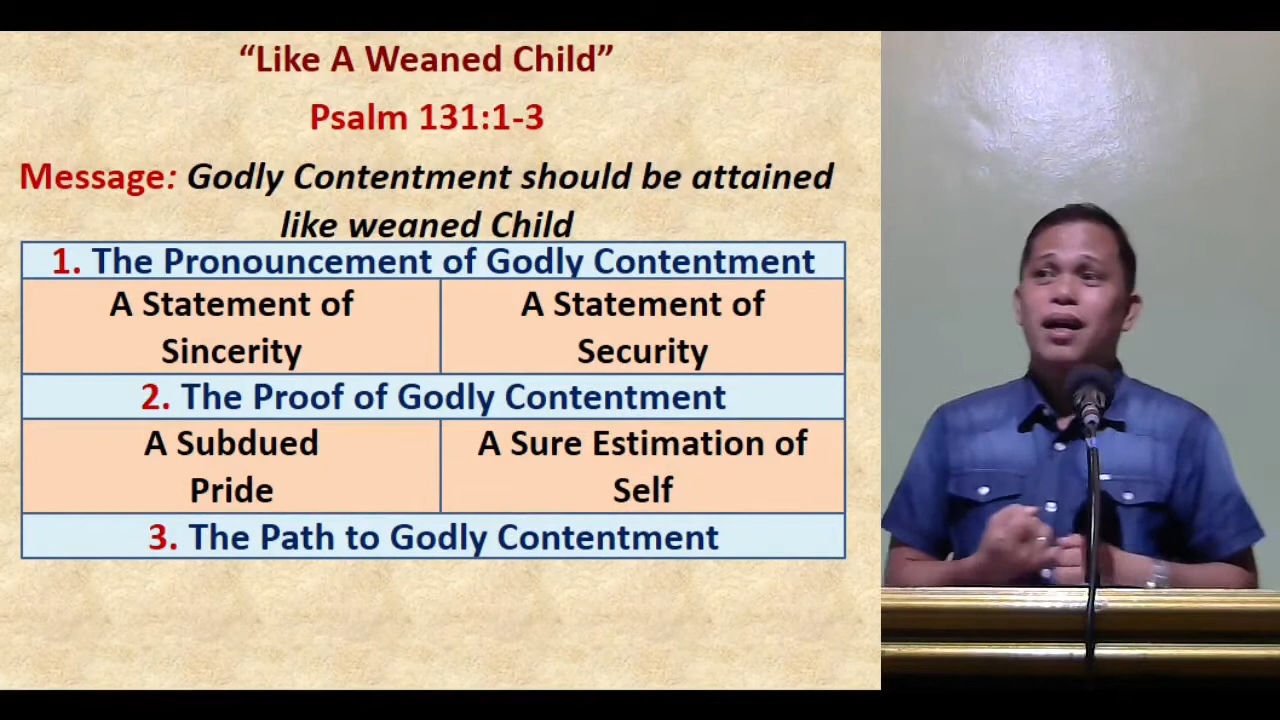 “Like A Weaned Child”
Psalm 131:1-3
Message: Godly Contentment should be attained
like weaned Child
1. The Pronouncement of Godly Contentment
A Statement of
Sincerity
A Statement of
Security
2. The Proof of Godly Contentment
A Subdued
Pride
A Sure Estimation of
Self
3. The Path to Godly Contentment